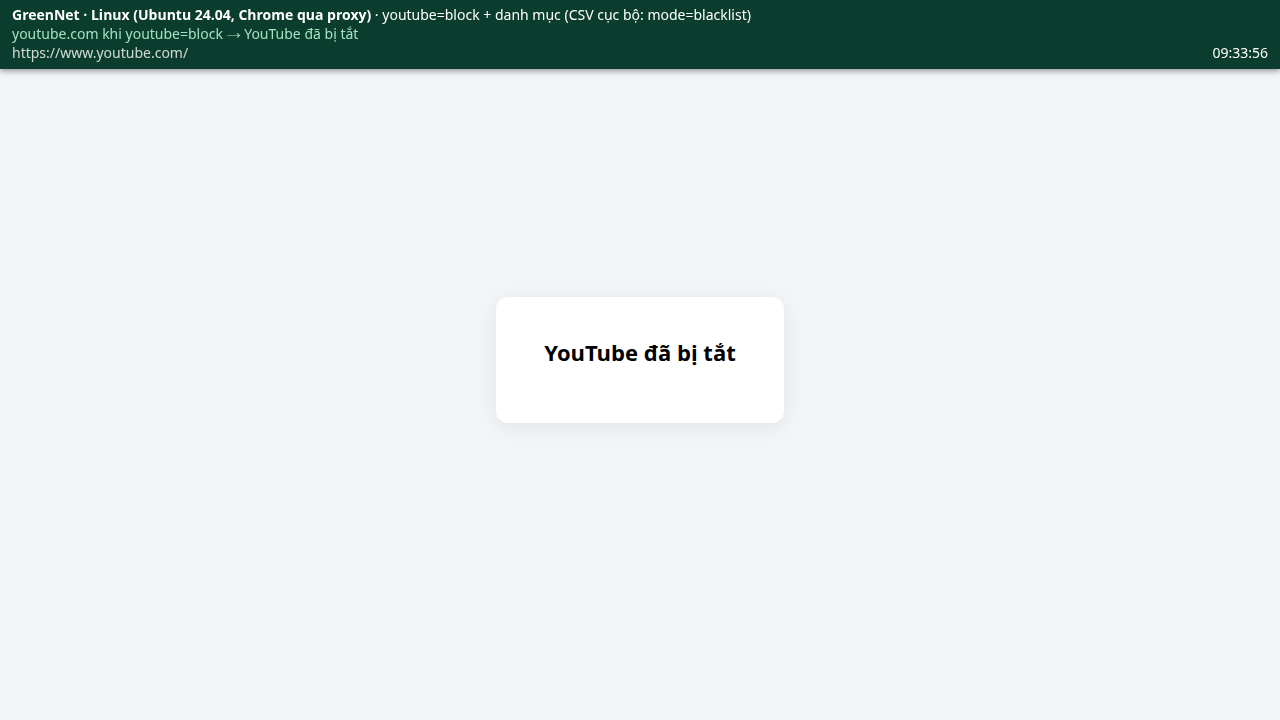 GreenNet · Linux (Ubuntu 24.04, Chrome qua proxy) · youtube=block + danh mục (CSV cục bộ: mode=blacklist)
youtube.com khi youtube=block → YouTube đã bị tắt
https://www.youtube.com/
09:33:56
YouTube đã bị tắt